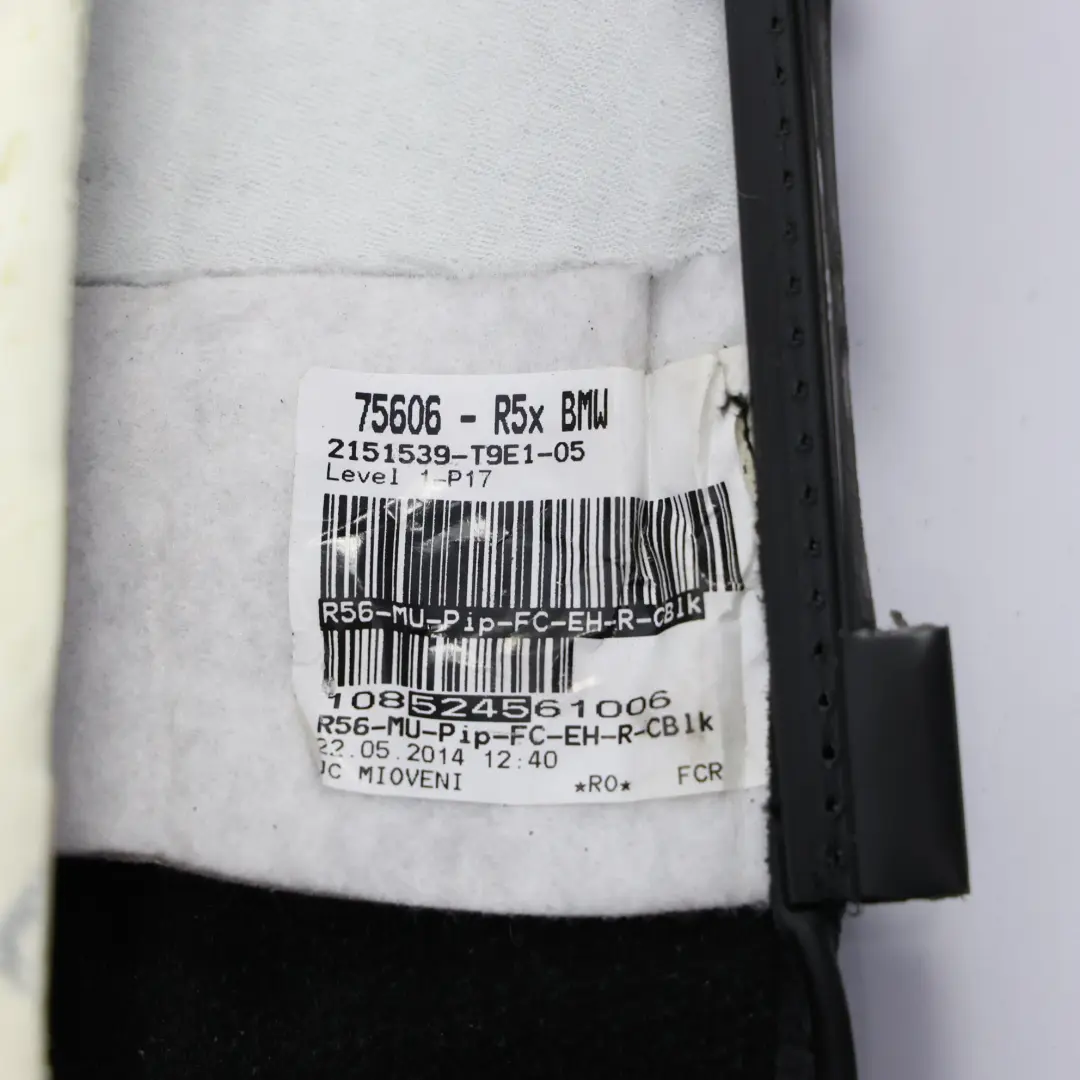 75606 - R5x BMW
2151539-T9E1-05
Level 1-P17
R56-MU-Pip-FC-EH-R-CBlk
108524561006
R56-MU-Pip-FC-EH-R-CBlk
22.05.2014 12:40
JC MIOVENI *RO* FCR